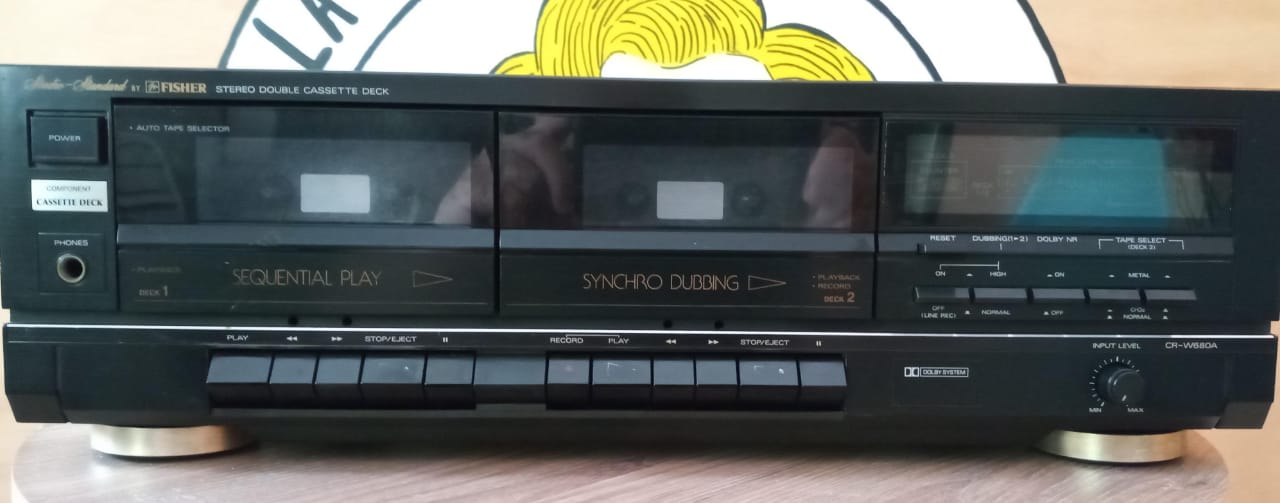 LA
Studio-Standard BY FISHER STEREO DOUBLE CASSETTE DECK
POWER
COMPONENT
CASSETTE DECK
PHONES
• AUTO TAPE SELECTOR
• PLAYBACK
DECK 1
SEQUENTIAL PLAY
SYNCHRO DUBBING
• PLAYBACK
• RECORD
DECK 2
RESET DUBBING(1►2) DOLBY NR TAPE SELECT
(DECK 2)
ON HIGH ON METAL
OFF
(LINE REC)
NORMAL OFF CrO2
NORMAL
PLAY ◄◄ ►► STOP/EJECT ⏸
RECORD PLAY ◄◄ ►► STOP/EJECT ⏸
DOLBY SYSTEM
INPUT LEVEL
MIN MAX
CR-W680A